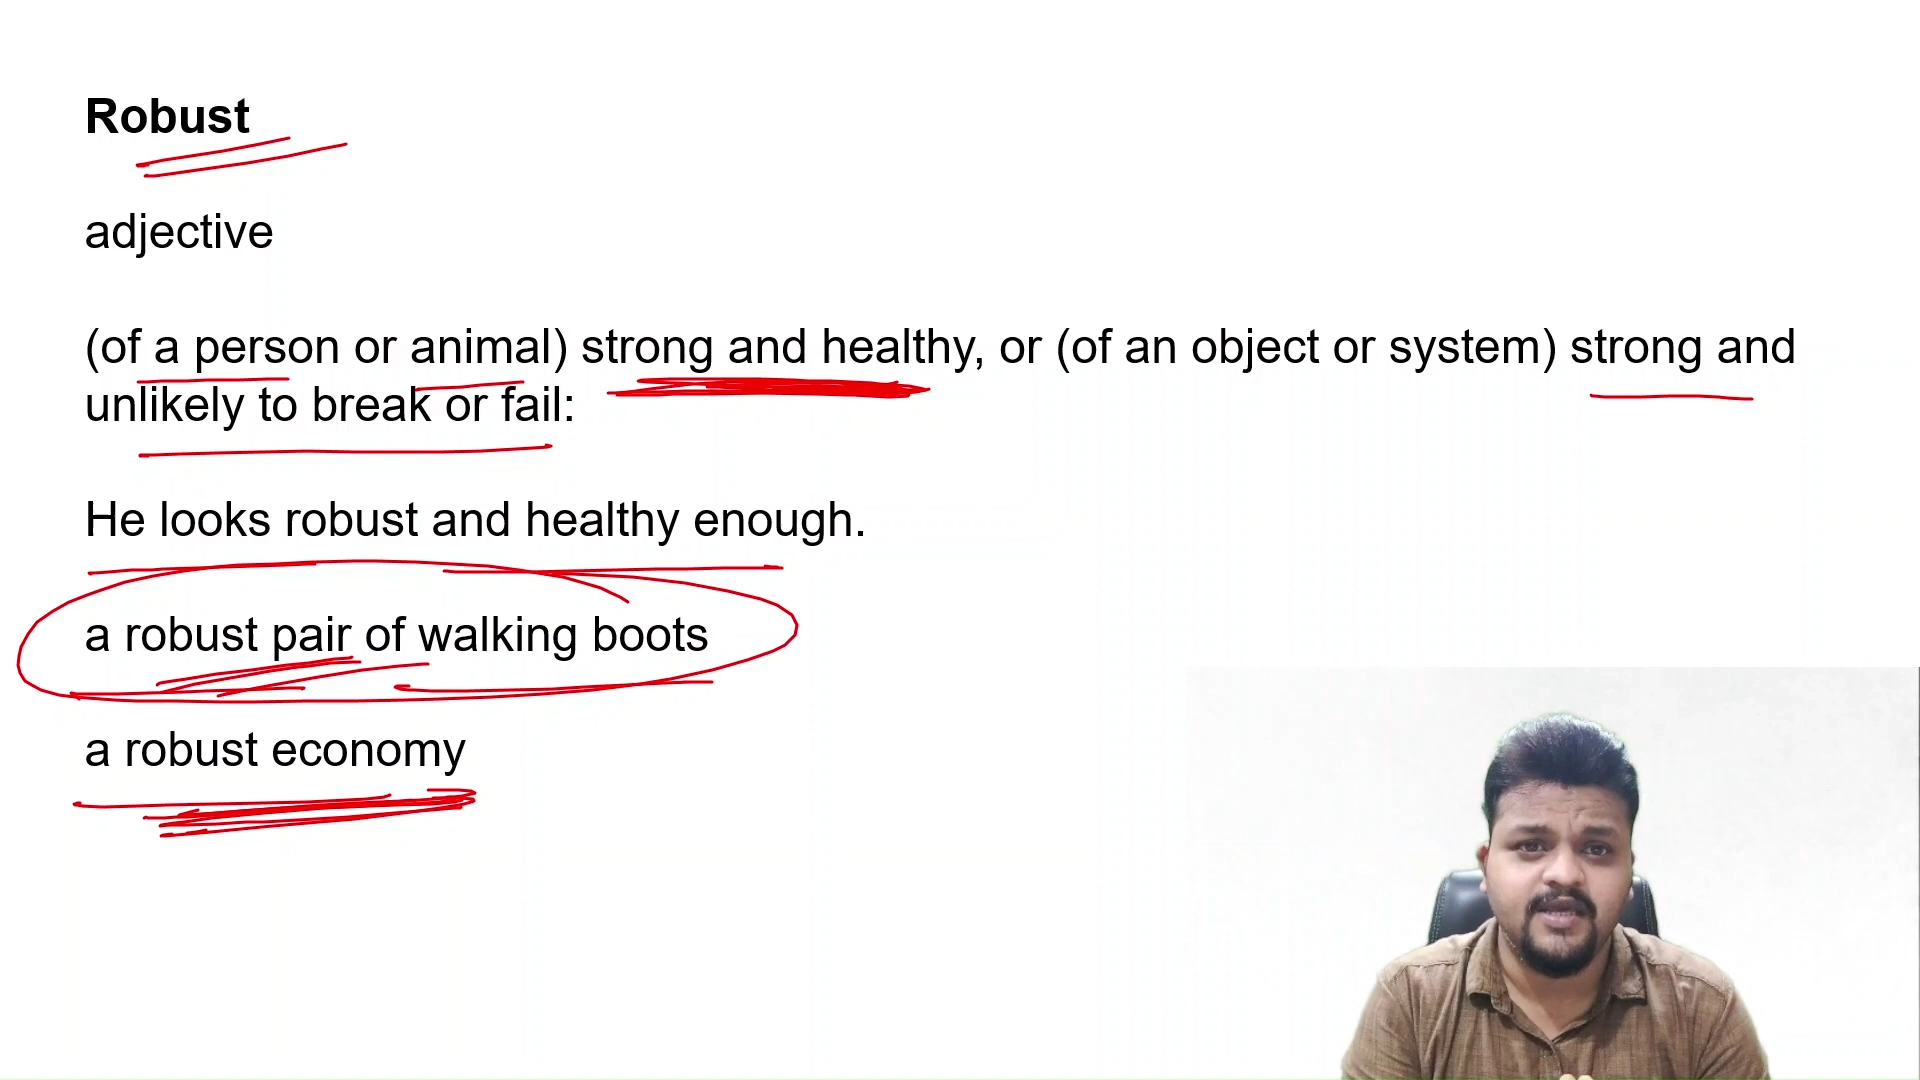 Robust
adjective
(of a person or animal) strong and healthy, or (of an object or system) strong and
unlikely to break or fail:
He looks robust and healthy enough.
a robust pair of walking boots
a robust economy